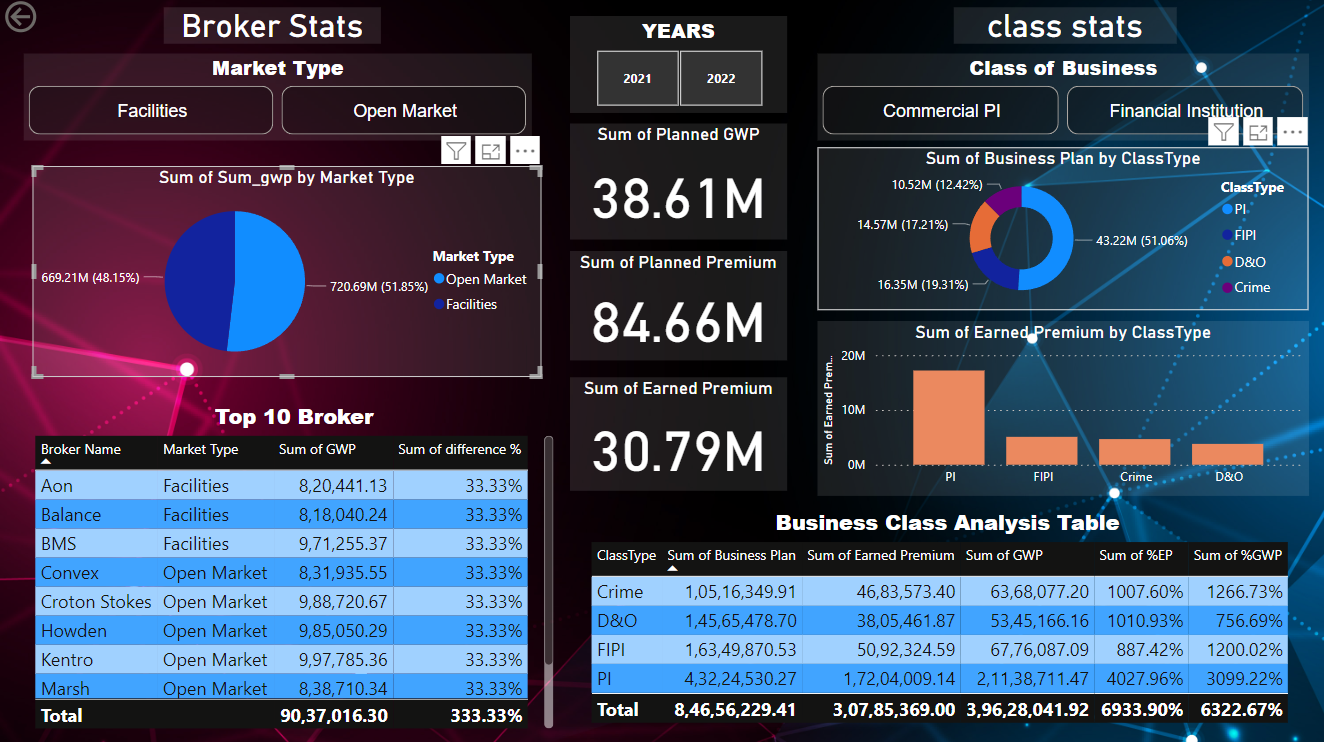 Broker Stats
Market Type
Facilities
Open Market
Sum of Sum_gwp by Market Type
669.21M (48.15%)
720.69M (51.85%)
Market Type
Open Market
Facilities
Top 10 Broker
Broker Name Market Type Sum of GWP Sum of difference %
Aon Facilities 8,20,441.13 33.33%
Balance Facilities 8,18,040.24 33.33%
BMS Facilities 9,71,255.37 33.33%
Convex Open Market 8,31,935.55 33.33%
Croton Stokes Open Market 9,88,720.67 33.33%
Howden Open Market 9,85,050.29 33.33%
Kentro Open Market 9,97,785.36 33.33%
Marsh Open Market 8,38,710.34 33.33%
Total 90,37,016.30 333.33%
YEARS
2021 2022
Sum of Planned GWP
38.61M
Sum of Planned Premium
84.66M
Sum of Earned Premium
30.79M
class stats
Class of Business
Commercial PI
Financial Institution
Sum of Business Plan by ClassType
10.52M (12.42%)
14.57M (17.21%)
16.35M (19.31%)
43.22M (51.06%)
ClassType
PI
FIPI
D&O
Crime
Sum of Earned Premium by ClassType
Sum of Earned Prem...
20M
10M
0M
PI FIPI Crime D&O
Business Class Analysis Table
ClassType Sum of Business Plan Sum of Earned Premium Sum of GWP Sum of %EP Sum of %GWP
Crime 1,05,16,349.91 46,83,573.40 63,68,077.20 1007.60% 1266.73%
D&O 1,45,65,478.70 38,05,461.87 53,45,166.16 1010.93% 756.69%
FIPI 1,63,49,870.53 50,92,324.59 67,76,087.09 887.42% 1200.02%
PI 4,32,24,530.27 1,72,04,009.14 2,11,38,711.47 4027.96% 3099.22%
Total 8,46,56,229.41 3,07,85,369.00 3,96,28,041.92 6933.90% 6322.67%